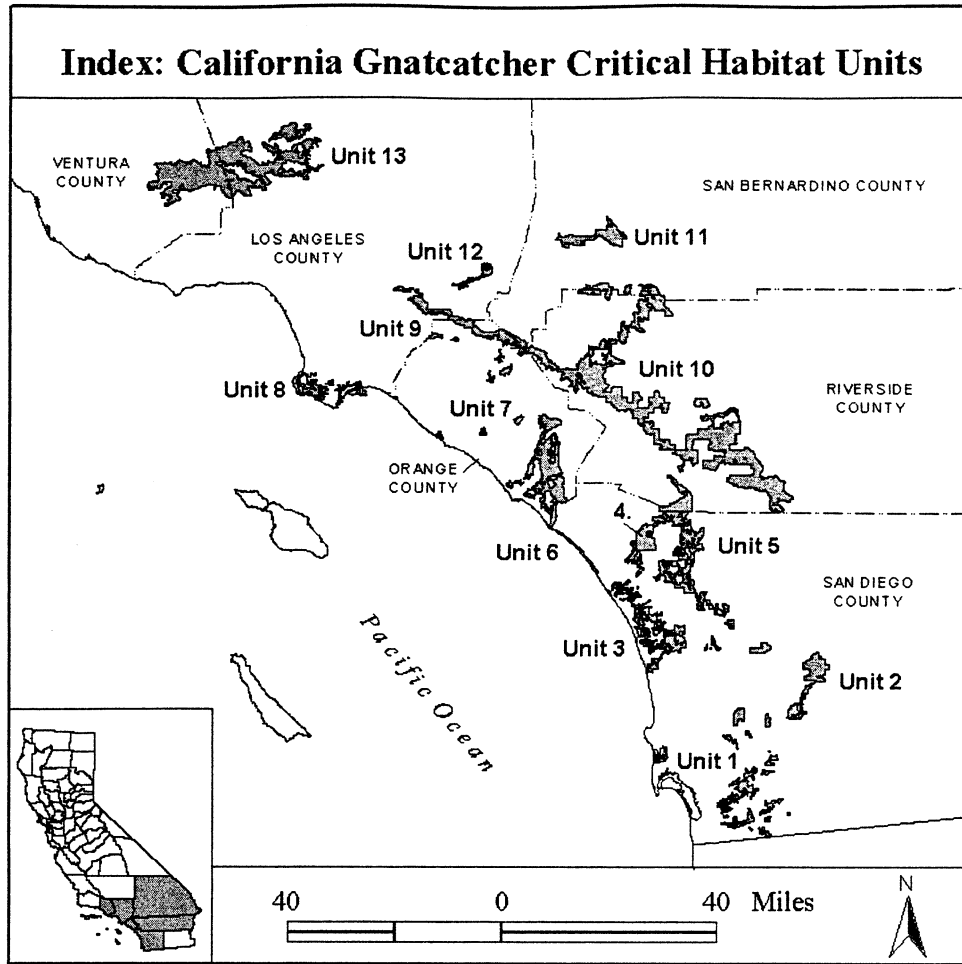 Index: California Gnatcatcher Critical Habitat Units
VENTURA
COUNTY
Unit 13
SAN BERNARDINO COUNTY
LOS ANGELES
COUNTY
Unit 12
Unit 11
Unit 9
Unit 10
Unit 8
Unit 7
RIVERSIDE
COUNTY
ORANGE
COUNTY
4.
Unit 6
Unit 5
SAN DIEGO
COUNTY
Unit 3
Unit 2
Pacific Ocean
Unit 1
40 0 40 Miles
N